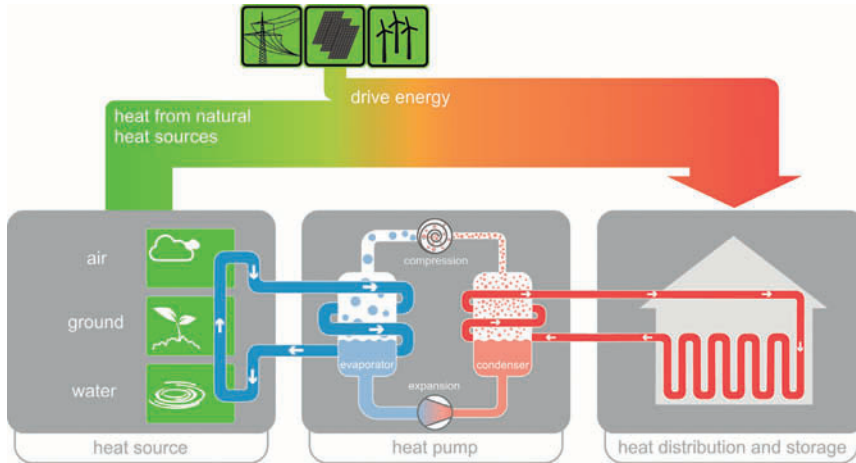 drive energy
heat from natural
heat sources
air
ground
water
compression
evaporator
condenser
expansion
heat source
heat pump
heat distribution and storage